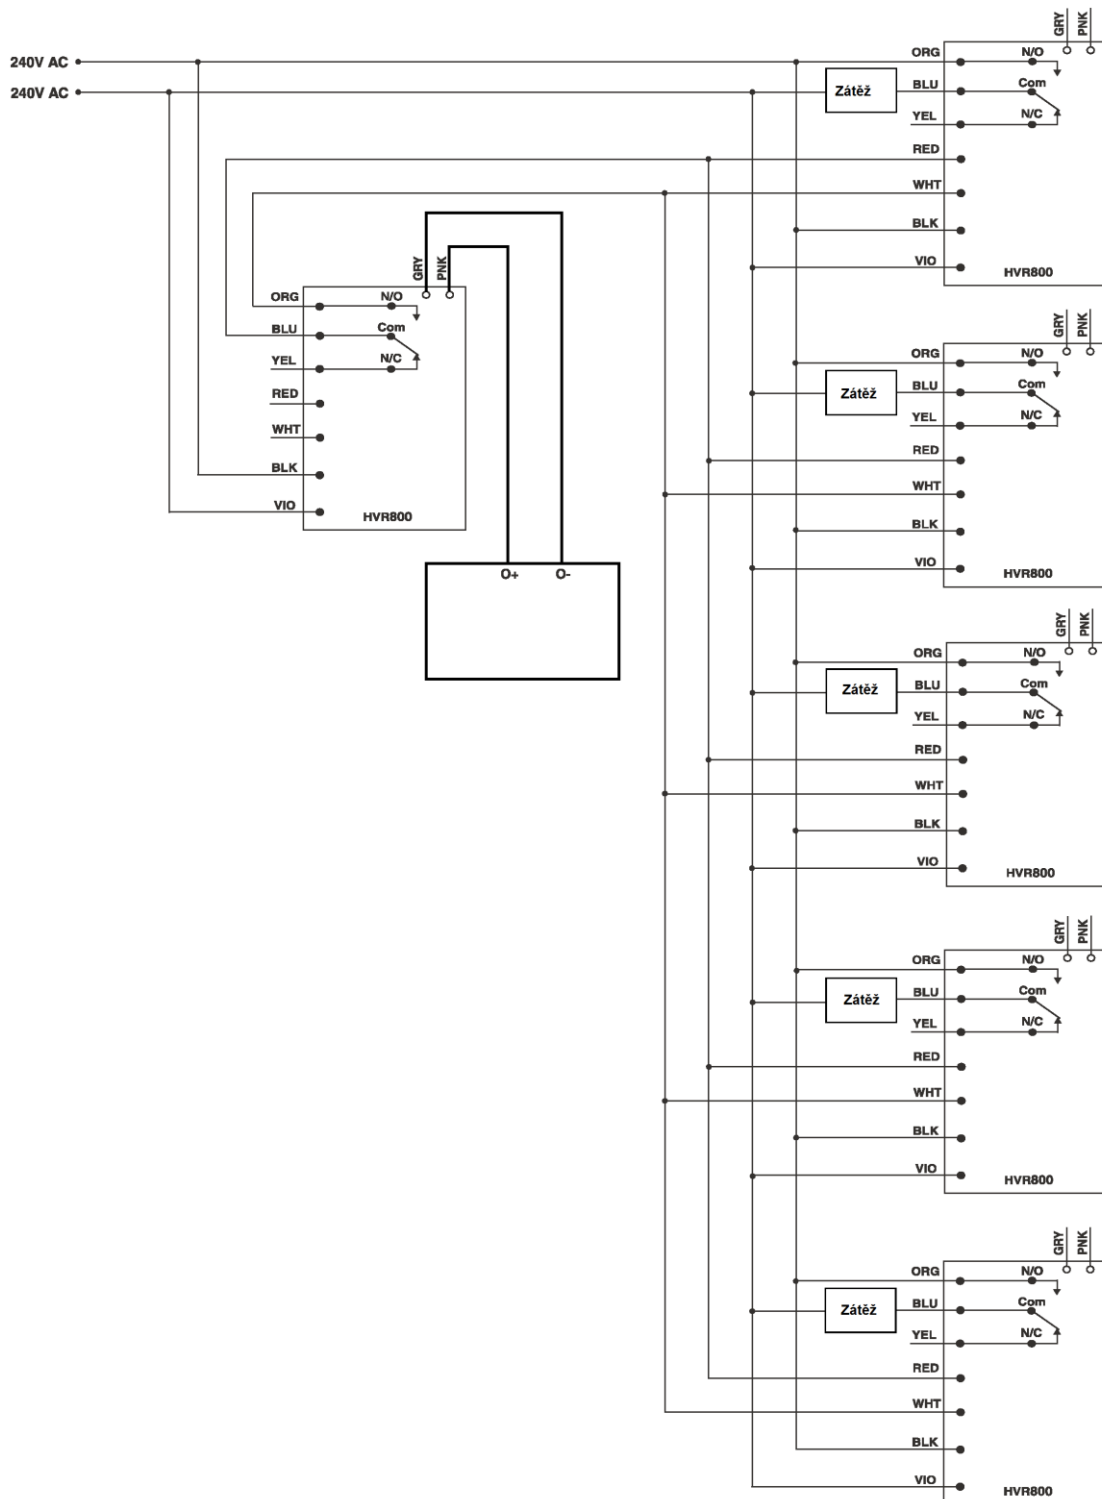 240V AC
240V AC
GRY
PNK
ORG
N/O
Zátěž
BLU
Com
YEL
N/C
RED
WHT
BLK
VIO
HVR800
GRY
PNK
ORG
N/O
BLU
Com
YEL
N/C
RED
WHT
BLK
VIO
HVR800
O+ O-
GRY
PNK
ORG
N/O
Zátěž
BLU
Com
YEL
N/C
RED
WHT
BLK
VIO
HVR800
GRY
PNK
ORG
N/O
Zátěž
BLU
Com
YEL
N/C
RED
WHT
BLK
VIO
HVR800
GRY
PNK
ORG
N/O
Zátěž
BLU
Com
YEL
N/C
RED
WHT
BLK
VIO
HVR800
GRY
PNK
ORG
N/O
Zátěž
BLU
Com
YEL
N/C
RED
WHT
BLK
VIO
HVR800